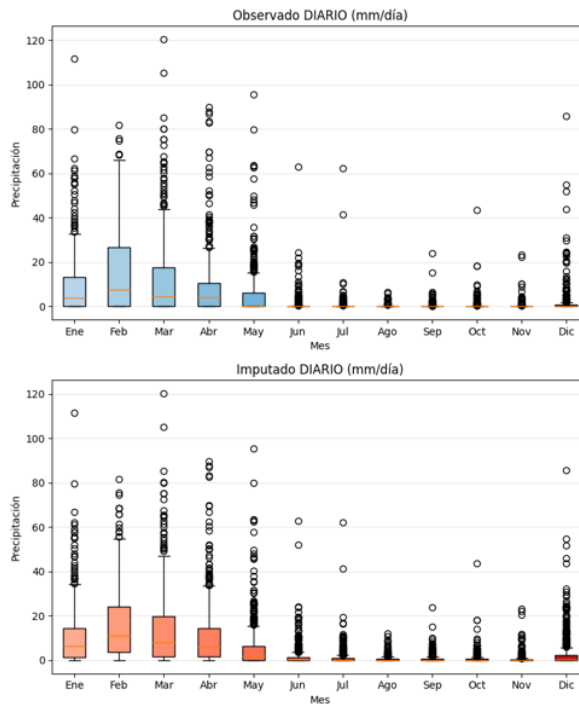 Observado DIARIO (mm/día)
120
100
80
60
40
20
0
Precipitación
Ene Feb Mar Abr May Jun Jul Ago Sep Oct Nov Dic
Mes
Imputado DIARIO (mm/día)
120
100
80
60
40
20
0
Precipitación
Ene Feb Mar Abr May Jun Jul Ago Sep Oct Nov Dic
Mes